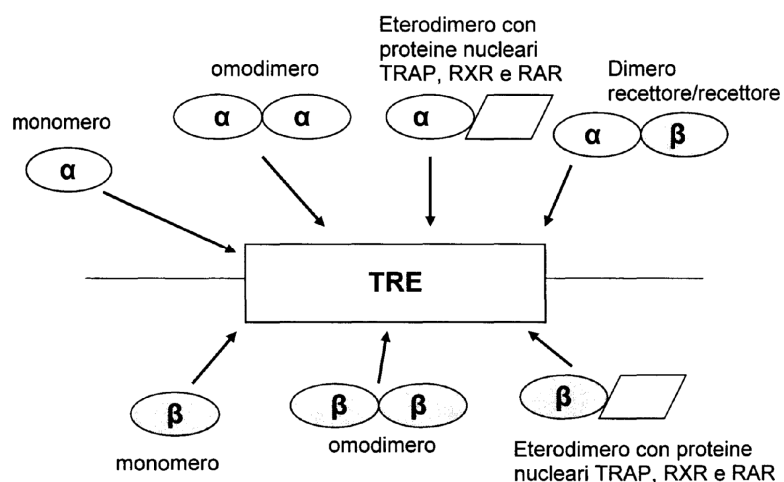 Eterodimero con
proteine nucleari
TRAP, RXR e RAR
omodimero
Dimero
recettore/recettore
monomero
α
α α
α
α β
TRE
β
monomero
β β
omodimero
β
Eterodimero con proteine
nucleari TRAP, RXR e RAR